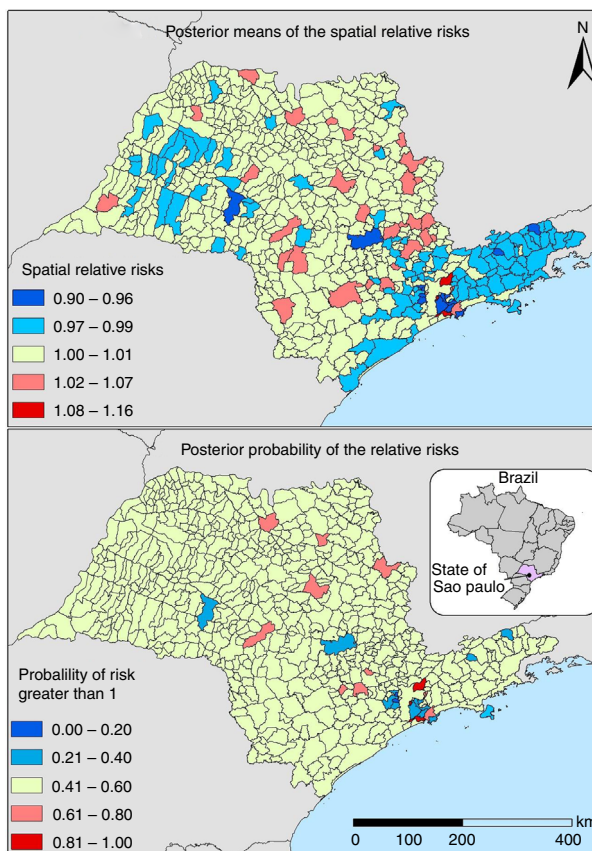 Posterior means of the spatial relative risks
N
Spatial relative risks
0.90 – 0.96
0.97 – 0.99
1.00 – 1.01
1.02 – 1.07
1.08 – 1.16
Posterior probability of the relative risks
Brazil
State of
Sao paulo
Probalility of risk
greater than 1
0.00 – 0.20
0.21 – 0.40
0.41 – 0.60
0.61 – 0.80
0.81 – 1.00
km
0 100 200 400